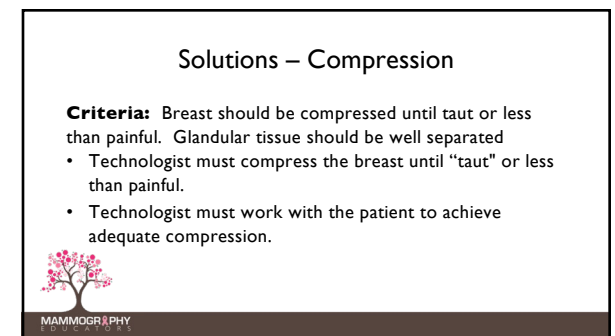 Solutions – Compression
Criteria: Breast should be compressed until taut or less
than painful. Glandular tissue should be well separated
• Technologist must compress the breast until “taut" or less
than painful.
• Technologist must work with the patient to achieve
adequate compression.
MAMMOGRAPHY
EDUCATORS